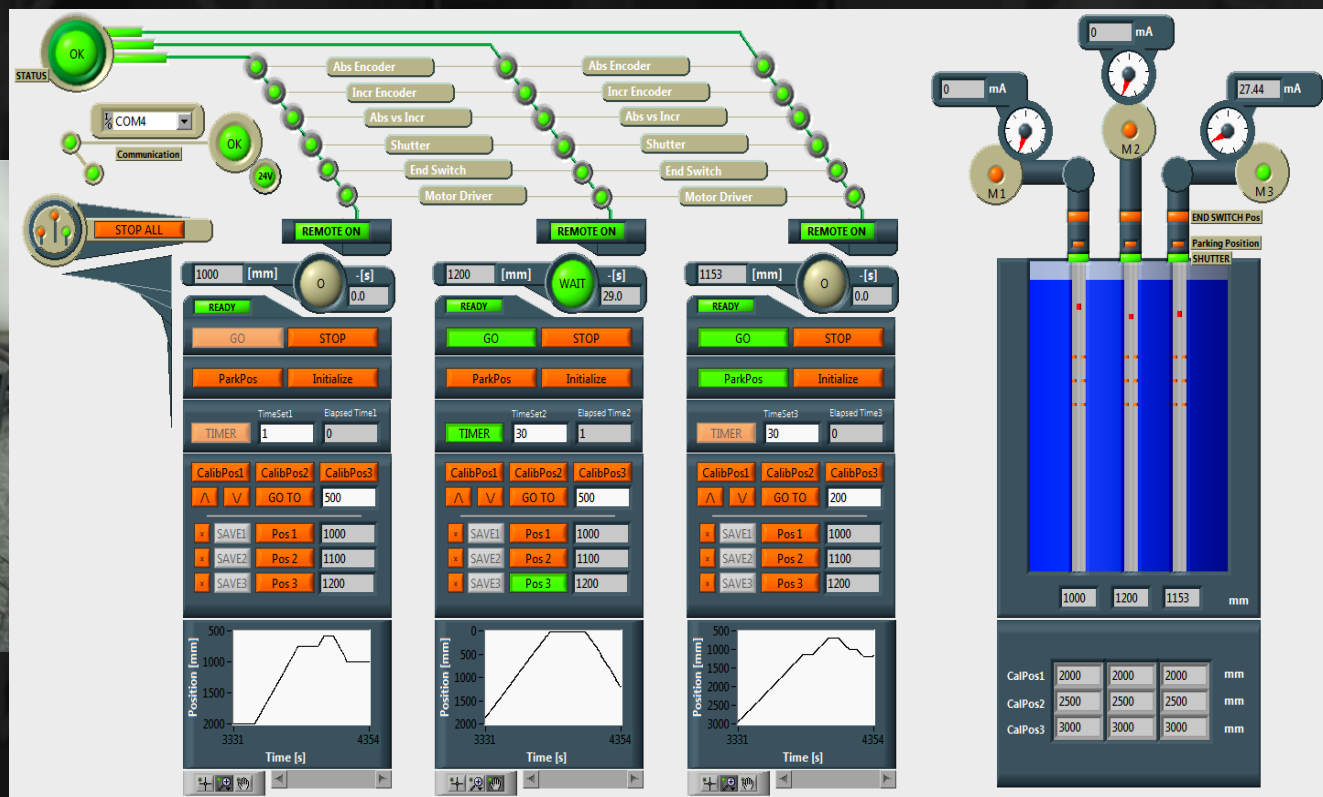 OK
STATUS
I/O COM4
Communication
OK
24V
STOP ALL
Abs Encoder
Incr Encoder
Abs vs Incr
Shutter
End Switch
Motor Driver
Abs Encoder
Incr Encoder
Abs vs Incr
Shutter
End Switch
Motor Driver
REMOTE ON
1000 [mm] O -[s]
0.0
READY
GO STOP
ParkPos Initialize
TimeSet1 Elapsed Time1
TIMER 1 0
CalibPos1 CalibPos2 CalibPos3
/\ \/ GO TO 500
x SAVE1 Pos 1 1000
x SAVE2 Pos 2 1100
x SAVE3 Pos 3 1200
Position [mm]
500
1000
1500
2000
3331 4354
Time [s]
REMOTE ON
1200 [mm] WAIT -[s]
29.0
READY
GO STOP
ParkPos Initialize
TimeSet2 Elapsed Time2
TIMER 30 1
CalibPos1 CalibPos2 CalibPos3
/\ \/ GO TO 500
x SAVE1 Pos 1 1000
x SAVE2 Pos 2 1100
x SAVE3 Pos 3 1200
Position [mm]
0
500
1000
1500
2000
3331 4354
Time [s]
REMOTE ON
1153 [mm] O -[s]
0.0
READY
GO STOP
ParkPos Initialize
TimeSet3 Elapsed Time3
TIMER 30 0
CalibPos1 CalibPos2 CalibPos3
/\ \/ GO TO 200
x SAVE1 Pos 1 1000
x SAVE2 Pos 2 1100
x SAVE3 Pos 3 1200
Position [mm]
500
1000
1500
2000
2500
3000
3331 4354
Time [s]
0 mA
0 mA
27.44 mA
M1
M2
M3
END SWITCH Pos
Parking Position
SHUTTER
1000 1200 1153 mm
CalPos1 2000 2000 2000 mm
CalPos2 2500 2500 2500 mm
CalPos3 3000 3000 3000 mm